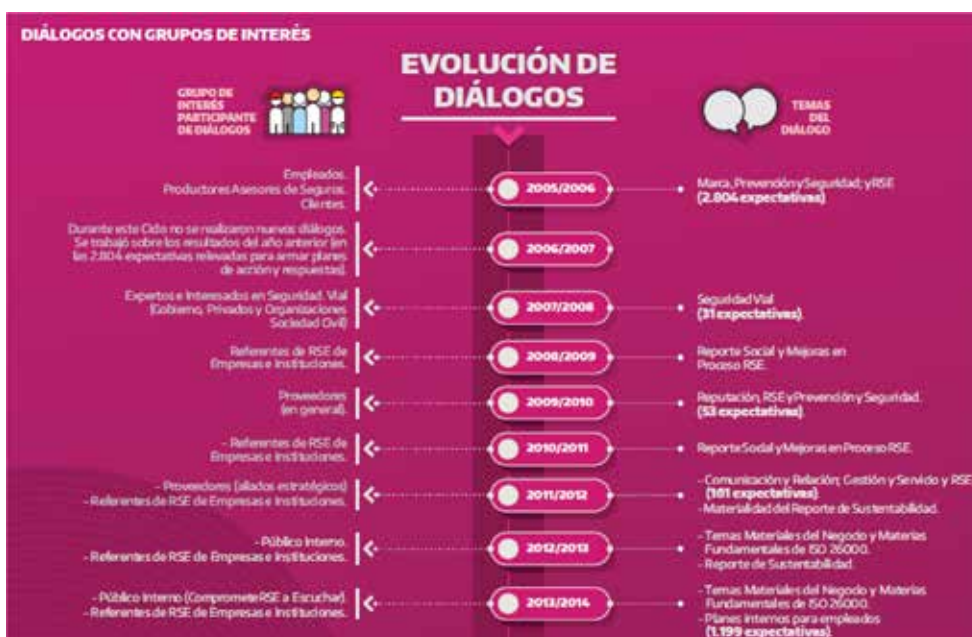 DIÁLOGOS CON GRUPOS DE INTERÉS
EVOLUCIÓN DE
DIÁLOGOS
GRUPO DE
INTERÉS
PARTICIPANTE
DE DIÁLOGOS
TEMAS
DEL
DIÁLOGO
Empleados.
Productores Asesores de Seguros.
Clientes.
2005/2006
Marca, Prevención y Seguridad; y RSE
(2.804 expectativas)
Durante este Ciclo no se realizaron nuevos diálogos.
Se trabajó sobre los resultados del año anterior (en
las 2.804 expectativas relevadas para armar planes
de acción y respuestas).
2006/2007
Expertos e Interesados en Seguridad. Vial
(Gobierno, Privados y Organizaciones
Sociedad Civil)
2007/2008
Seguridad Vial
(31 expectativas).
Referentes de RSE de
Empresas e Instituciones.
2008/2009
Reporte Social y Mejoras en
Proceso RSE.
Proveedores
(en general).
2009/2010
Reputación, RSE y Prevención y Seguridad.
(53 expectativas).
- Referentes de RSE de
Empresas e Instituciones.
2010/2011
Reporte Social y Mejoras en Proceso RSE.
- Proveedores (aliados estratégicos)
- Referentes de RSE de Empresas e Instituciones.
2011/2012
- Comunicación y Relación; Gestión y Servicio y RSE
(161 expectativas).
- Materialidad del Reporte de Sustentabilidad.
- Público Interno.
- Referentes de RSE de Empresas e Instituciones.
2012/2013
- Temas Materiales del Negocio y Materias
Fundamentales de ISO 26000.
- Reporte de Sustentabilidad.
- Público Interno (Compromete RSE a Escuchar).
- Referentes de RSE de Empresas e Instituciones.
2013/2014
- Temas Materiales del Negocio y Materias
Fundamentales de ISO 26000.
- Planes internos para empleados
(1.199 expectativas).